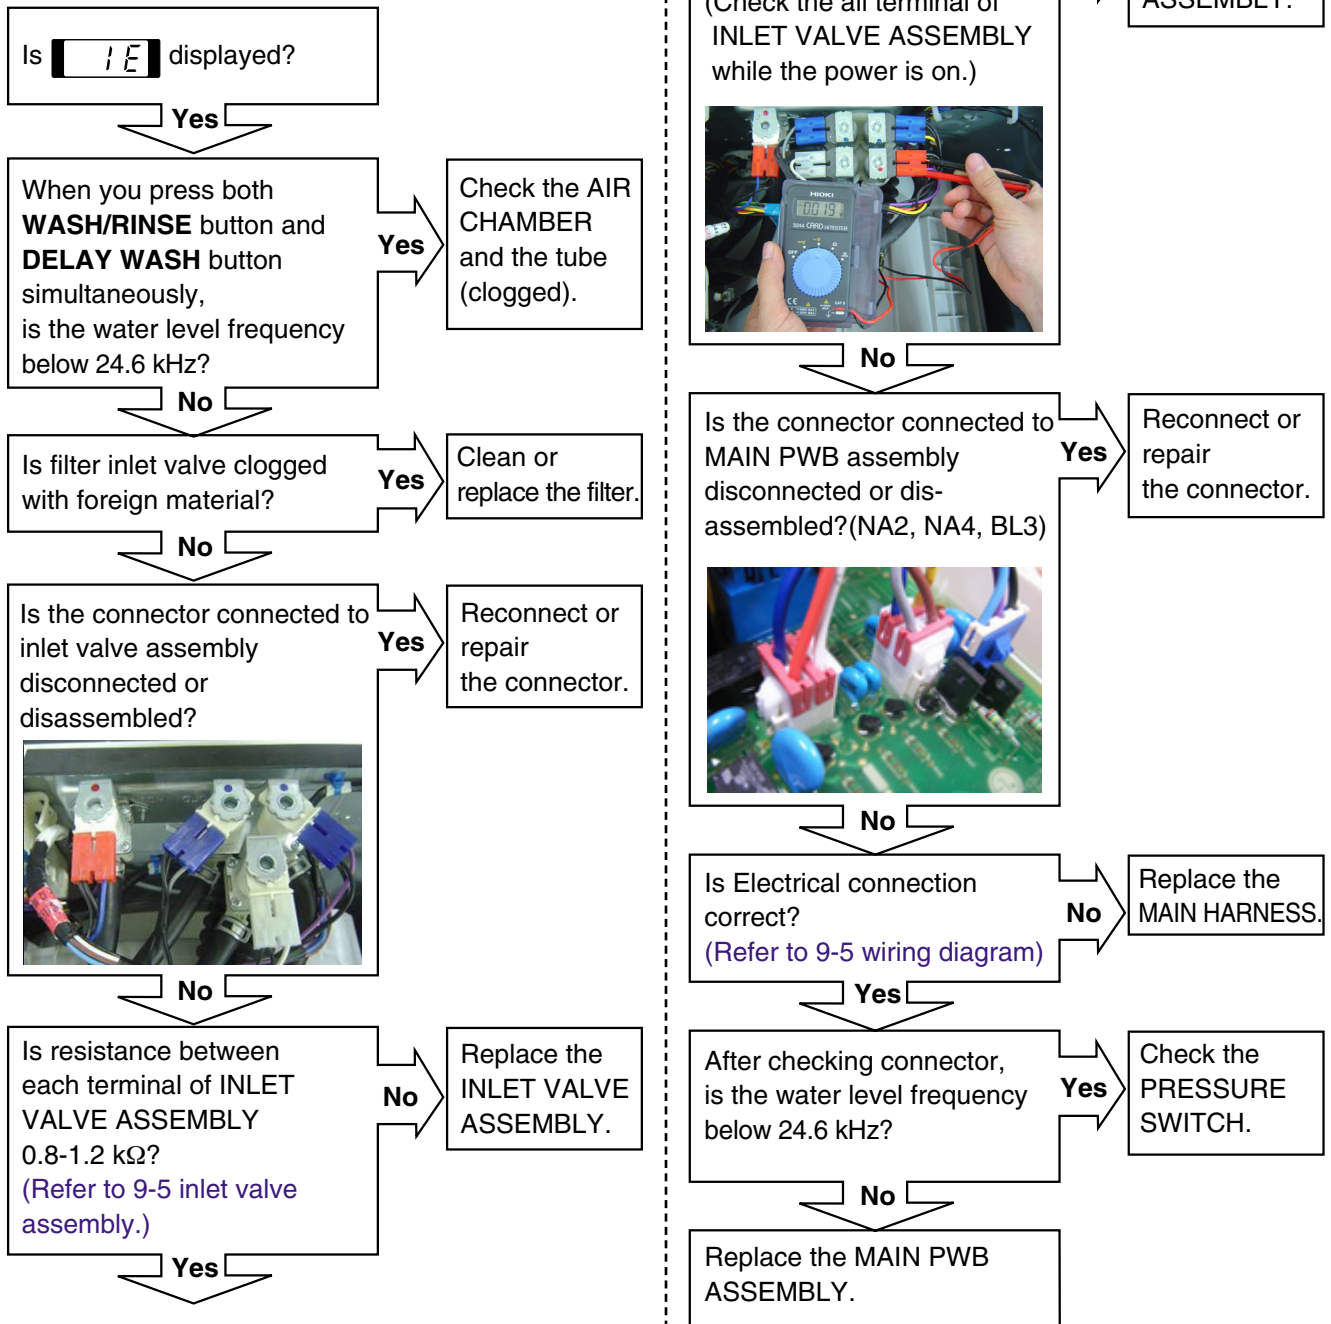 Is 1E displayed?
Yes
When you press both
WASH/RINSE button and
DELAY WASH button
simultaneously,
is the water level frequency
below 24.6 kHz?
Yes
Check the AIR
CHAMBER
and the tube
(clogged).
No
Is filter inlet valve clogged
with foreign material?
Yes
Clean or
replace the filter.
No
Is the connector connected to
inlet valve assembly
disconnected or
disassembled?
Yes
Reconnect or
repair
the connector.
No
Is resistance between
each terminal of INLET
VALVE ASSEMBLY
0.8-1.2 kΩ?
(Refer to 9-5 inlet valve
assembly.)
No
Replace the
INLET VALVE
ASSEMBLY.
Yes
(Check the all terminal of
INLET VALVE ASSEMBLY
while the power is on.)
ASSEMBLY.
HIOKI
0.019
3244 CARD HiTESTER
OFF
No
Is the connector connected to
MAIN PWB assembly
disconnected or dis-
assembled?(NA2, NA4, BL3)
Yes
Reconnect or
repair
the connector.
No
Is Electrical connection
correct?
(Refer to 9-5 wiring diagram)
No
Replace the
MAIN HARNESS.
Yes
After checking connector,
is the water level frequency
below 24.6 kHz?
Yes
Check the
PRESSURE
SWITCH.
No
Replace the MAIN PWB
ASSEMBLY.